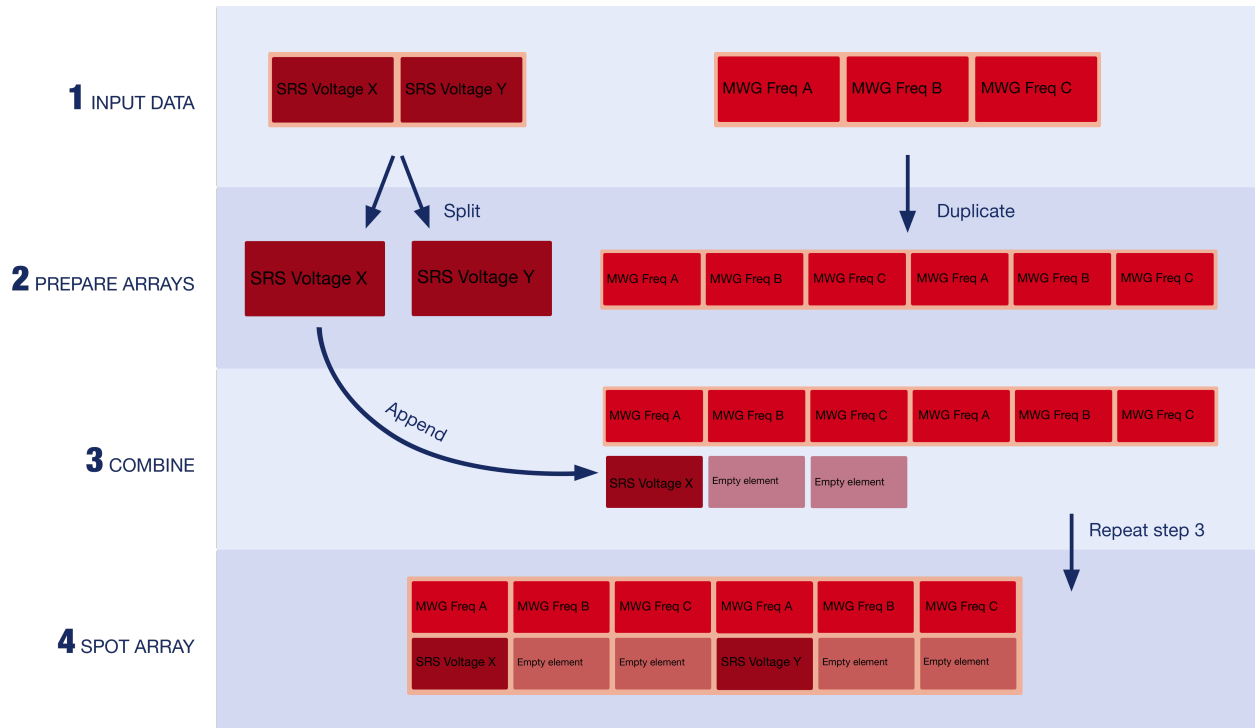 1 INPUT DATA
SRS Voltage X
SRS Voltage Y
MWG Freq A
MWG Freq B
MWG Freq C
Split
Duplicate
2 PREPARE ARRAYS
SRS Voltage X
SRS Voltage Y
MWG Freq A
MWG Freq B
MWG Freq C
MWG Freq A
MWG Freq B
MWG Freq C
Append
3 COMBINE
MWG Freq A
MWG Freq B
MWG Freq C
MWG Freq A
MWG Freq B
MWG Freq C
SRS Voltage X
Empty element
Empty element
Repeat step 3
4 SPOT ARRAY
MWG Freq A
MWG Freq B
MWG Freq C
MWG Freq A
MWG Freq B
MWG Freq C
SRS Voltage X
Empty element
Empty element
SRS Voltage Y
Empty element
Empty element